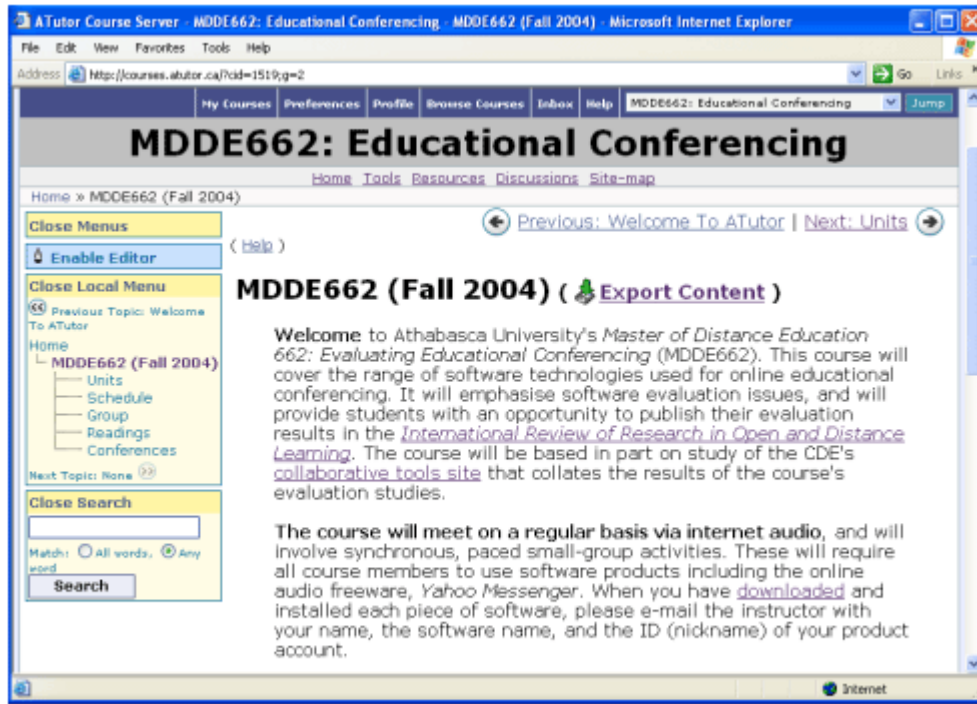 ATutor Course Server - MDDE662: Educational Conferencing - MDDE662 (Fall 2004) - Microsoft Internet Explorer
File Edit View Favorites Tools Help
Address http://courses.atutor.ca/?cid=1519;g=2 Go Links
My Courses Preferences Profile Browse Courses Inbox Help MDDE662: Educational Conferencing Jump
MDDE662: Educational Conferencing
Home Tools Resources Discussions Site-map
Home » MDDE662 (Fall 2004)
Previous: Welcome To ATutor | Next: Units
( Help )
Close Menus
Enable Editor
Close Local Menu
Previous Topic: Welcome
To ATutor
Home
MDDE662 (Fall 2004)
Units
Schedule
Group
Readings
Conferences
Next Topic: None
Close Search
Match: All words, Any
word
Search
MDDE662 (Fall 2004) ( Export Content )
Welcome to Athabasca University's Master of Distance Education
662: Evaluating Educational Conferencing (MDDE662). This course will
cover the range of software technologies used for online educational
conferencing. It will emphasise software evaluation issues, and will
provide students with an opportunity to publish their evaluation
results in the International Review of Research in Open and Distance
Learning. The course will be based in part on study of the CDE's
collaborative tools site that collates the results of the course's
evaluation studies.
The course will meet on a regular basis via internet audio, and will
involve synchronous, paced small-group activities. These will require
all course members to use software products including the online
audio freeware, Yahoo Messenger. When you have downloaded and
installed each piece of software, please e-mail the instructor with
your name, the software name, and the ID (nickname) of your product
account.
Internet